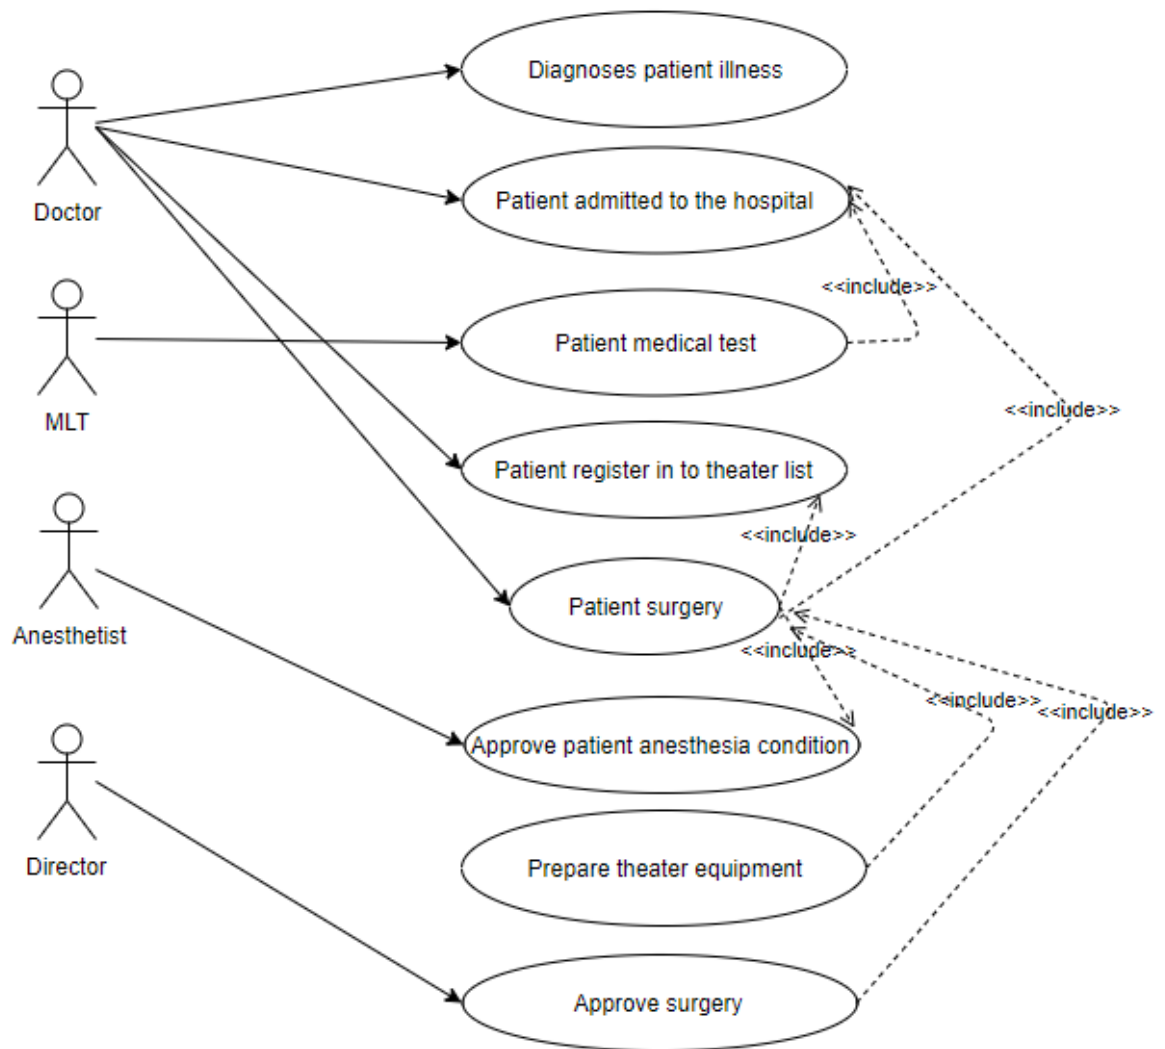 Diagnoses patient illness
Doctor
Patient admitted to the hospital
<<include>>
MLT
Patient medical test
<<include>>
Patient register in to theater list
<<include>>
Anesthetist
Patient surgery
<<include>>
<<include>>
<<include>>
Approve patient anesthesia condition
Director
Prepare theater equipment
Approve surgery